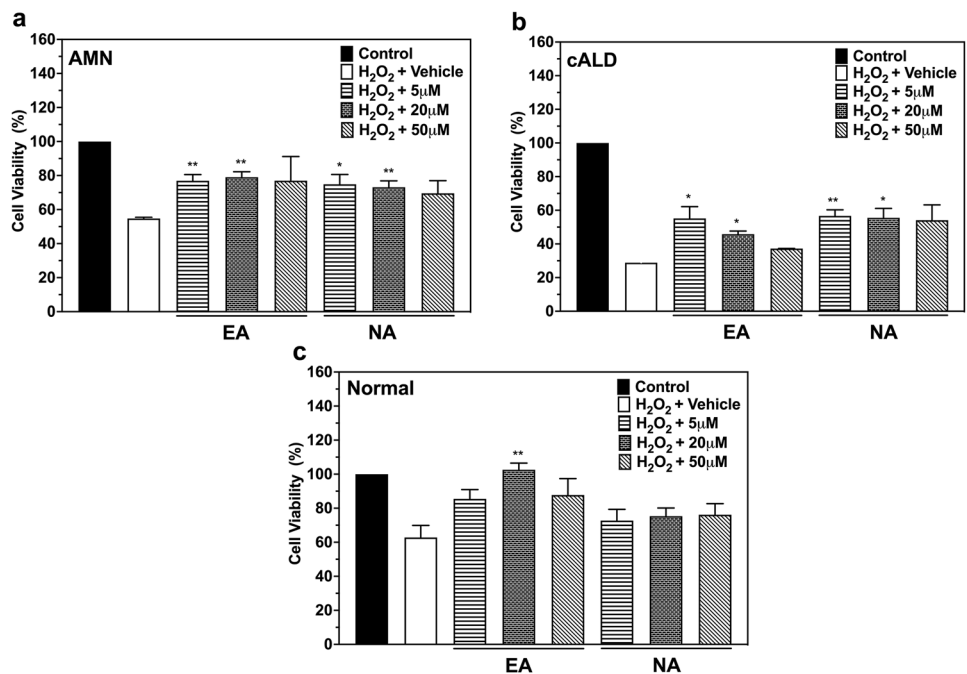 a
AMN
Cell Viability (%)
160
140
120
100
80
60
40
20
0
Control
H₂O₂ + Vehicle
H₂O₂ + 5μM
H₂O₂ + 20μM
H₂O₂ + 50μM
** ** * **
EA NA
b
cALD
Cell Viability (%)
160
140
120
100
80
60
40
20
0
Control
H₂O₂ + Vehicle
H₂O₂ + 5μM
H₂O₂ + 20μM
H₂O₂ + 50μM
* * ** *
EA NA
c
Normal
Cell Viability (%)
160
140
120
100
80
60
40
20
0
Control
H₂O₂ + Vehicle
H₂O₂ + 5μM
H₂O₂ + 20μM
H₂O₂ + 50μM
**
EA NA